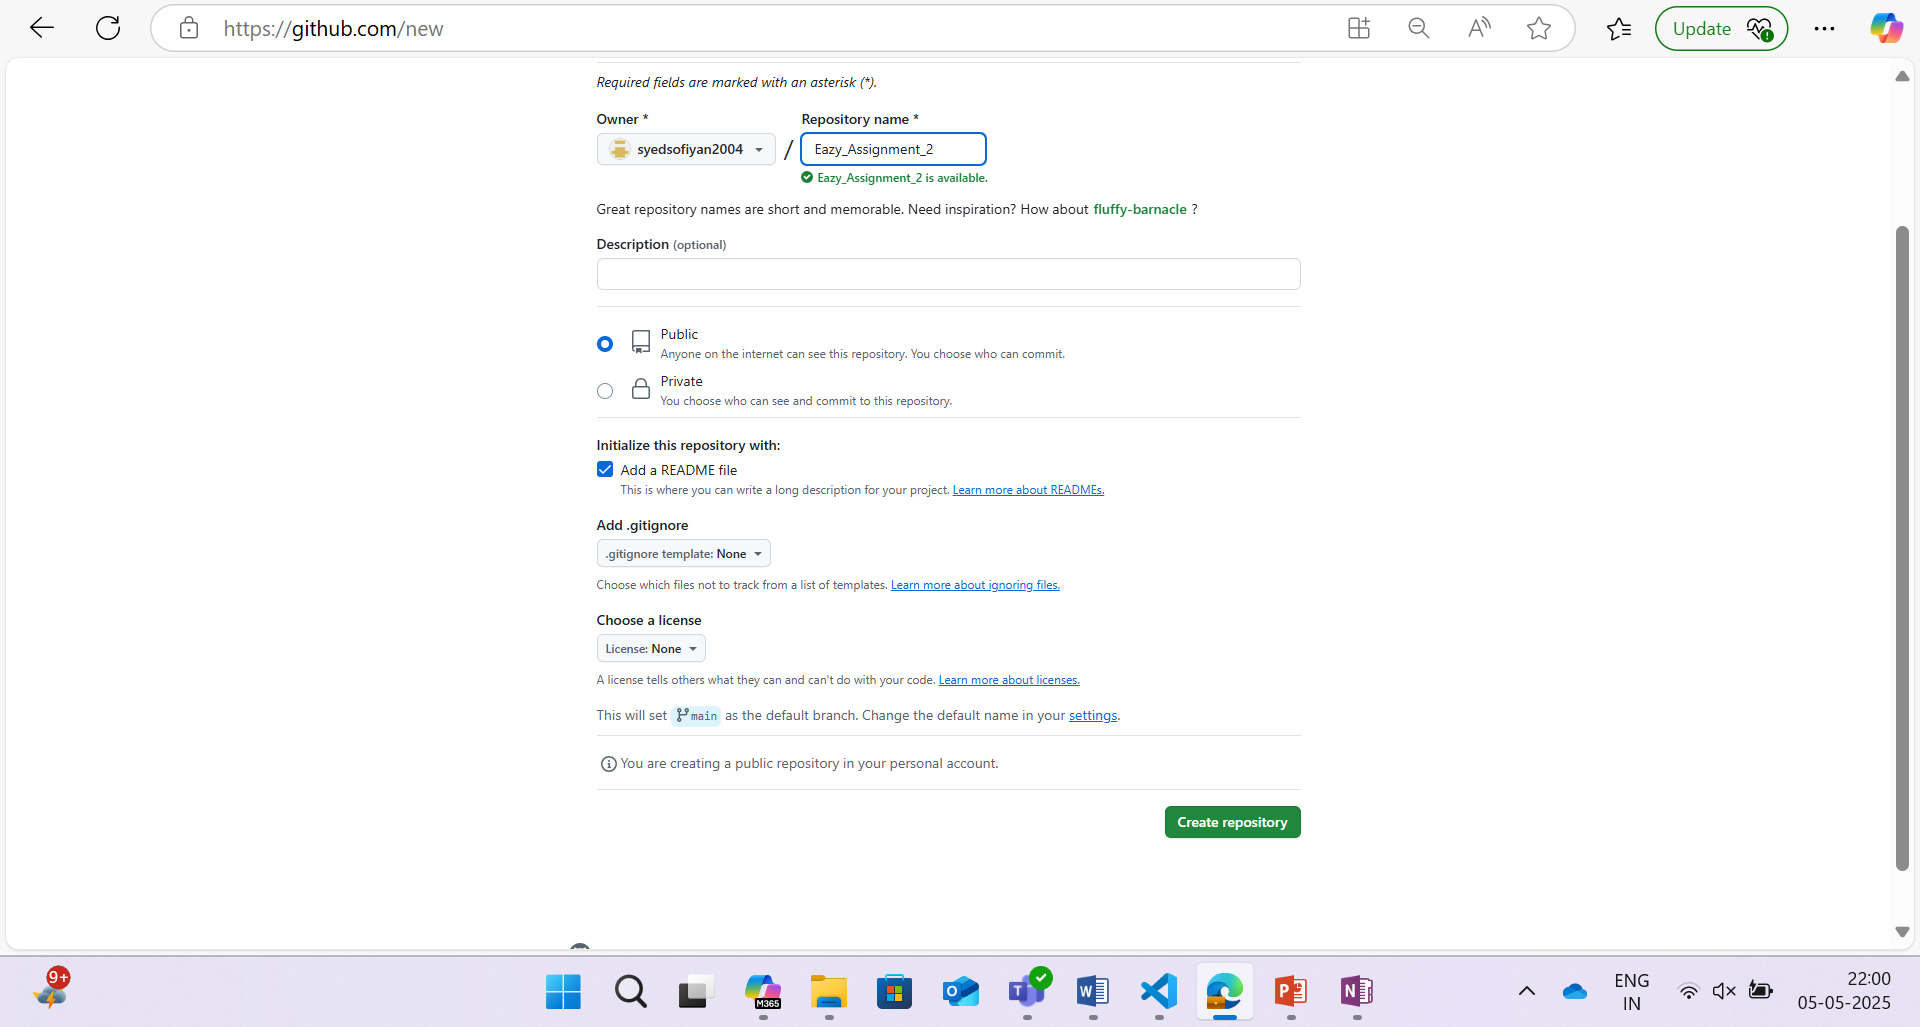 https://github.com/new
Update
Required fields are marked with an asterisk (*).
Owner *
Repository name *
syedsofiyan2004
/
Eazy_Assignment_2
Eazy_Assignment_2 is available.
Great repository names are short and memorable. Need inspiration? How about fluffy-barnacle ?
Description (optional)
Public
Anyone on the internet can see this repository. You choose who can commit.
Private
You choose who can see and commit to this repository.
Initialize this repository with:
Add a README file
This is where you can write a long description for your project. Learn more about READMEs.
Add .gitignore
.gitignore template: None
Choose which files not to track from a list of templates. Learn more about ignoring files.
Choose a license
License: None
A license tells others what they can and can't do with your code. Learn more about licenses.
This will set main as the default branch. Change the default name in your settings.
You are creating a public repository in your personal account.
Create repository
9+
M365
ENG
IN
22:00
05-05-2025